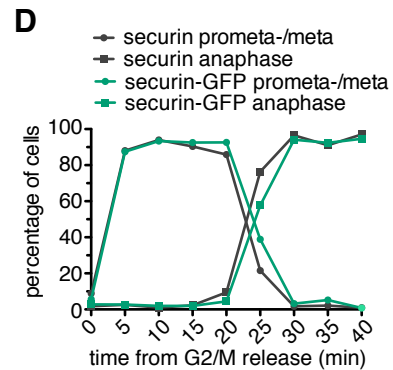 D
securin prometa-/meta
securin anaphase
securin-GFP prometa-/meta
securin-GFP anaphase
percentage of cells
100
80
60
40
20
0
0 5 10 15 20 25 30 35 40
time from G2/M release (min)